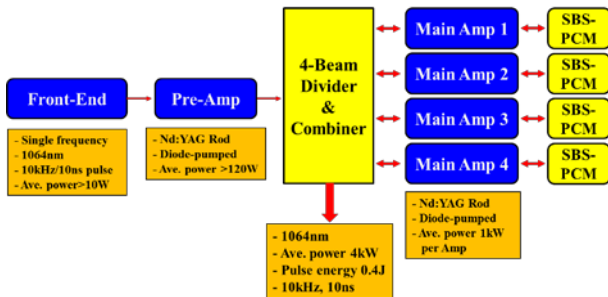 Front-End
- Single frequency
- 1064nm
- 10kHz/10ns pulse
- Ave. power>10W
Pre-Amp
- Nd:YAG Rod
- Diode-pumped
- Ave. power >120W
4-Beam
Divider
&
Combiner
- 1064nm
- Ave. power 4kW
- Pulse energy 0.4J
- 10kHz, 10ns
Main Amp 1
SBS-
PCM
Main Amp 2
SBS-
PCM
Main Amp 3
SBS-
PCM
Main Amp 4
SBS-
PCM
- Nd:YAG Rod
- Diode-pumped
- Ave. power 1kW
per Amp